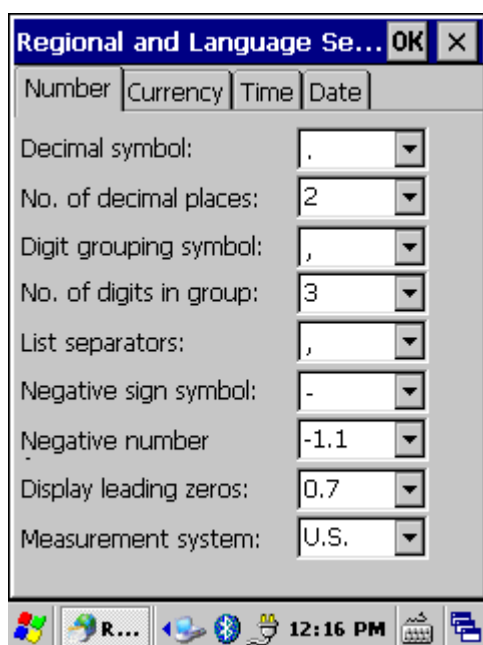 Regional and Language Se... OK ×
Number Currency Time Date
Decimal symbol: .
No. of decimal places: 2
Digit grouping symbol: ,
No. of digits in group: 3
List separators: ,
Negative sign symbol: -
Negative number -1.1
Display leading zeros: 0.7
Measurement system: U.S.
R... 12:16 PM